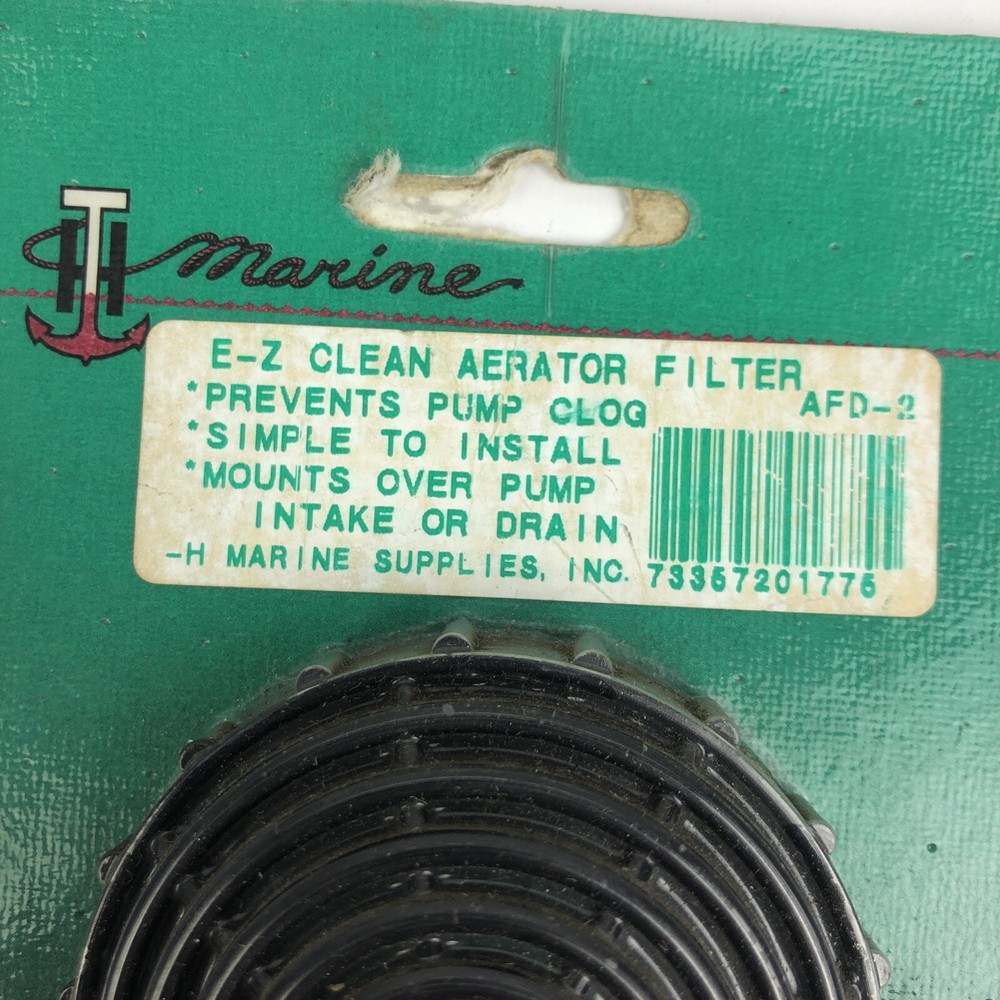 TH marine
E-Z CLEAN AERATOR FILTER
AFD-2
*PREVENTS PUMP CLOG
*SIMPLE TO INSTALL
*MOUNTS OVER PUMP
INTAKE OR DRAIN
-H MARINE SUPPLIES, INC.
73357201775